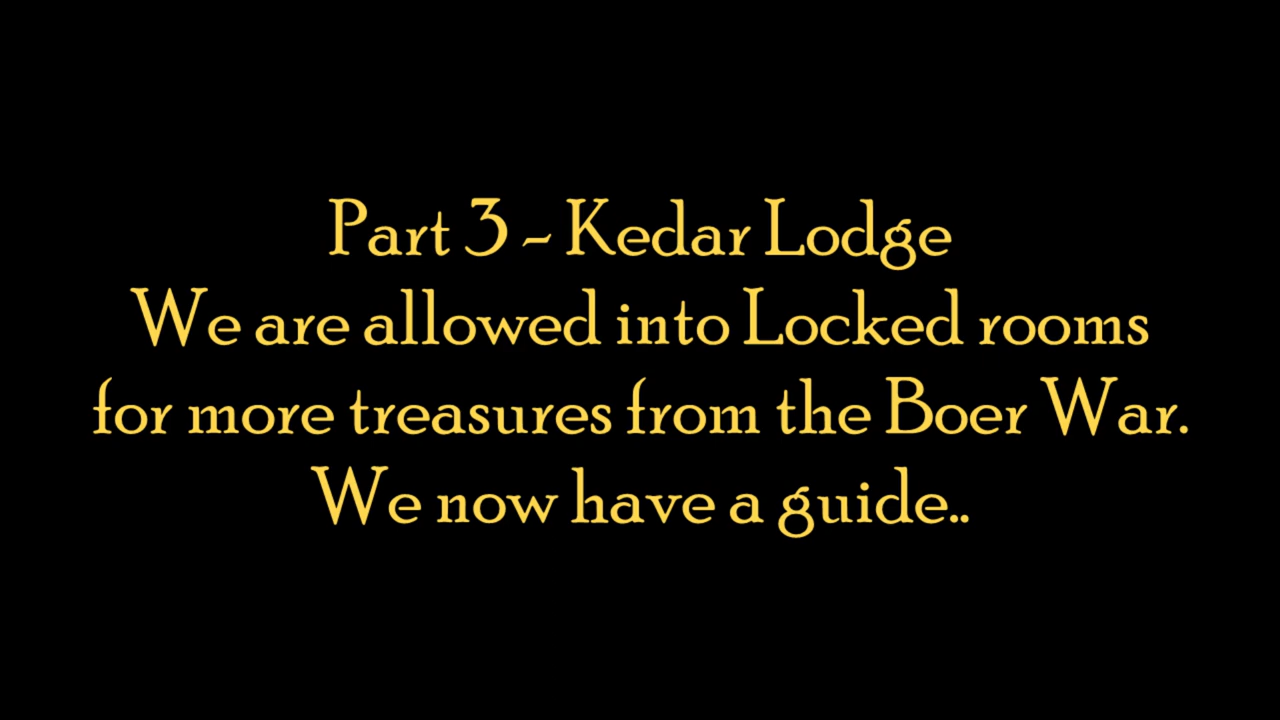 Part 3 - Kedar Lodge
We are allowed into Locked rooms
for more treasures from the Boer War.
We now have a guide..